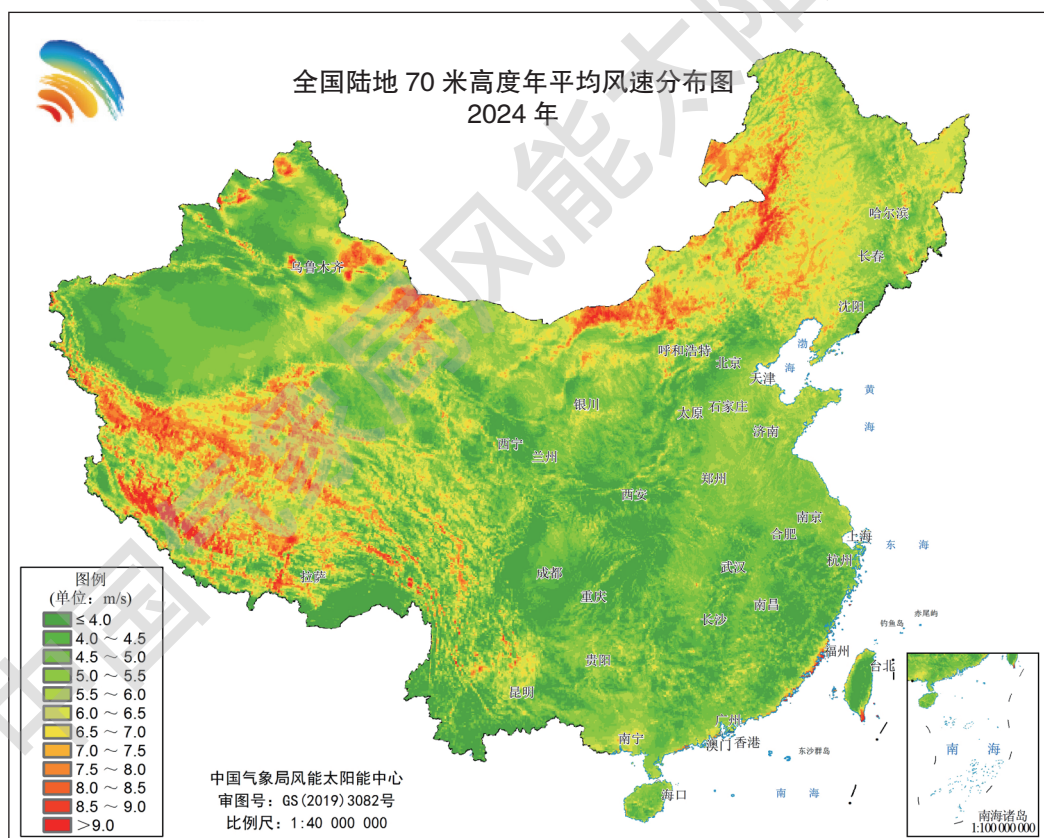 全国陆地 70 米高度年平均风速分布图
2024 年
哈尔滨
长春
乌鲁木齐
沈阳
呼和浩特
渤
海
北京
天津
黄
海
银川
太原
石家庄
济南
西宁
兰州
郑州
西安
南京
合肥
上海
东 海
杭州
成都
武汉
拉萨
重庆
南昌
长沙
赤尾屿
钓鱼岛
福州
贵阳
台北
昆明
广州
南宁
澳门
香港
东沙群岛
海口
南 海
图例
(单位：m/s)
≤ 4.0
4.0 ～ 4.5
4.5 ～ 5.0
5.0 ～ 5.5
5.5 ～ 6.0
6.0 ～ 6.5
6.5 ～ 7.0
7.0 ～ 7.5
7.5 ～ 8.0
8.0 ～ 8.5
8.5 ～ 9.0
>9.0
中国气象局风能太阳能中心
审图号：GS(2019)3082号
比例尺：1:40 000 000
南 海
南海诸岛
1:100 000 000